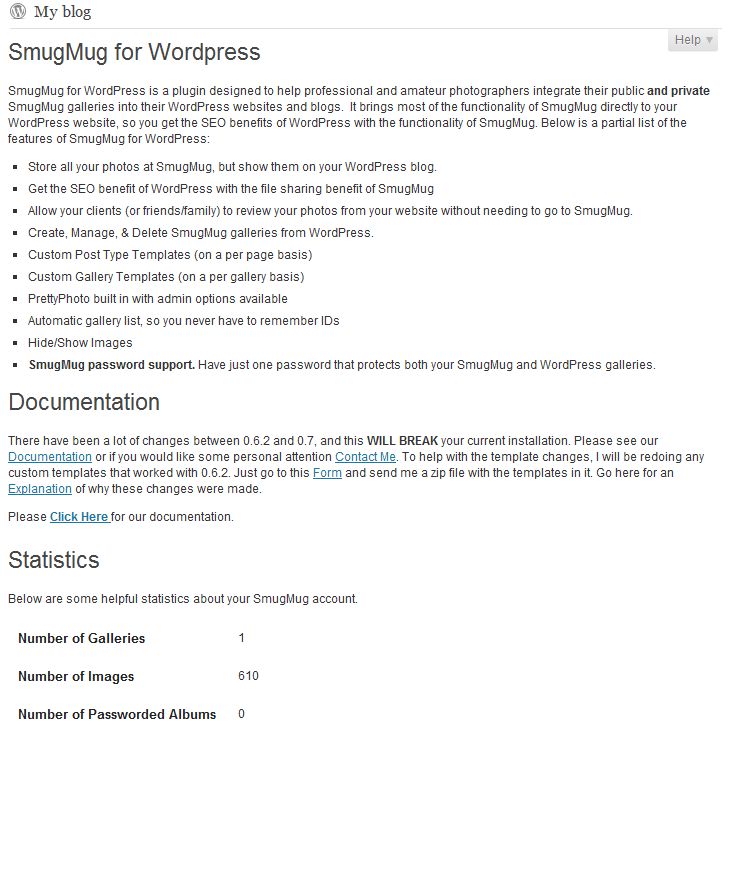 My blog
Help
SmugMug for Wordpress
SmugMug for WordPress is a plugin designed to help professional and amateur photographers integrate their public and private
SmugMug galleries into their WordPress websites and blogs.  It brings most of the functionality of SmugMug directly to your
WordPress website, so you get the SEO benefits of WordPress with the functionality of SmugMug. Below is a partial list of the
features of SmugMug for WordPress:
Store all your photos at SmugMug, but show them on your WordPress blog.
Get the SEO benefit of WordPress with the file sharing benefit of SmugMug
Allow your clients (or friends/family) to review your photos from your website without needing to go to SmugMug.
Create, Manage, & Delete SmugMug galleries from WordPress.
Custom Post Type Templates (on a per page basis)
Custom Gallery Templates (on a per gallery basis)
PrettyPhoto built in with admin options available
Automatic gallery list, so you never have to remember IDs
Hide/Show Images
SmugMug password support. Have just one password that protects both your SmugMug and WordPress galleries.
Documentation
There have been a lot of changes between 0.6.2 and 0.7, and this WILL BREAK your current installation. Please see our
Documentation or if you would like some personal attention Contact Me. To help with the template changes, I will be redoing any
custom templates that worked with 0.6.2. Just go to this Form and send me a zip file with the templates in it. Go here for an
Explanation of why these changes were made.
Please Click Here for our documentation.
Statistics
Below are some helpful statistics about your SmugMug account.
Number of Galleries 1
Number of Images 610
Number of Passworded Albums 0